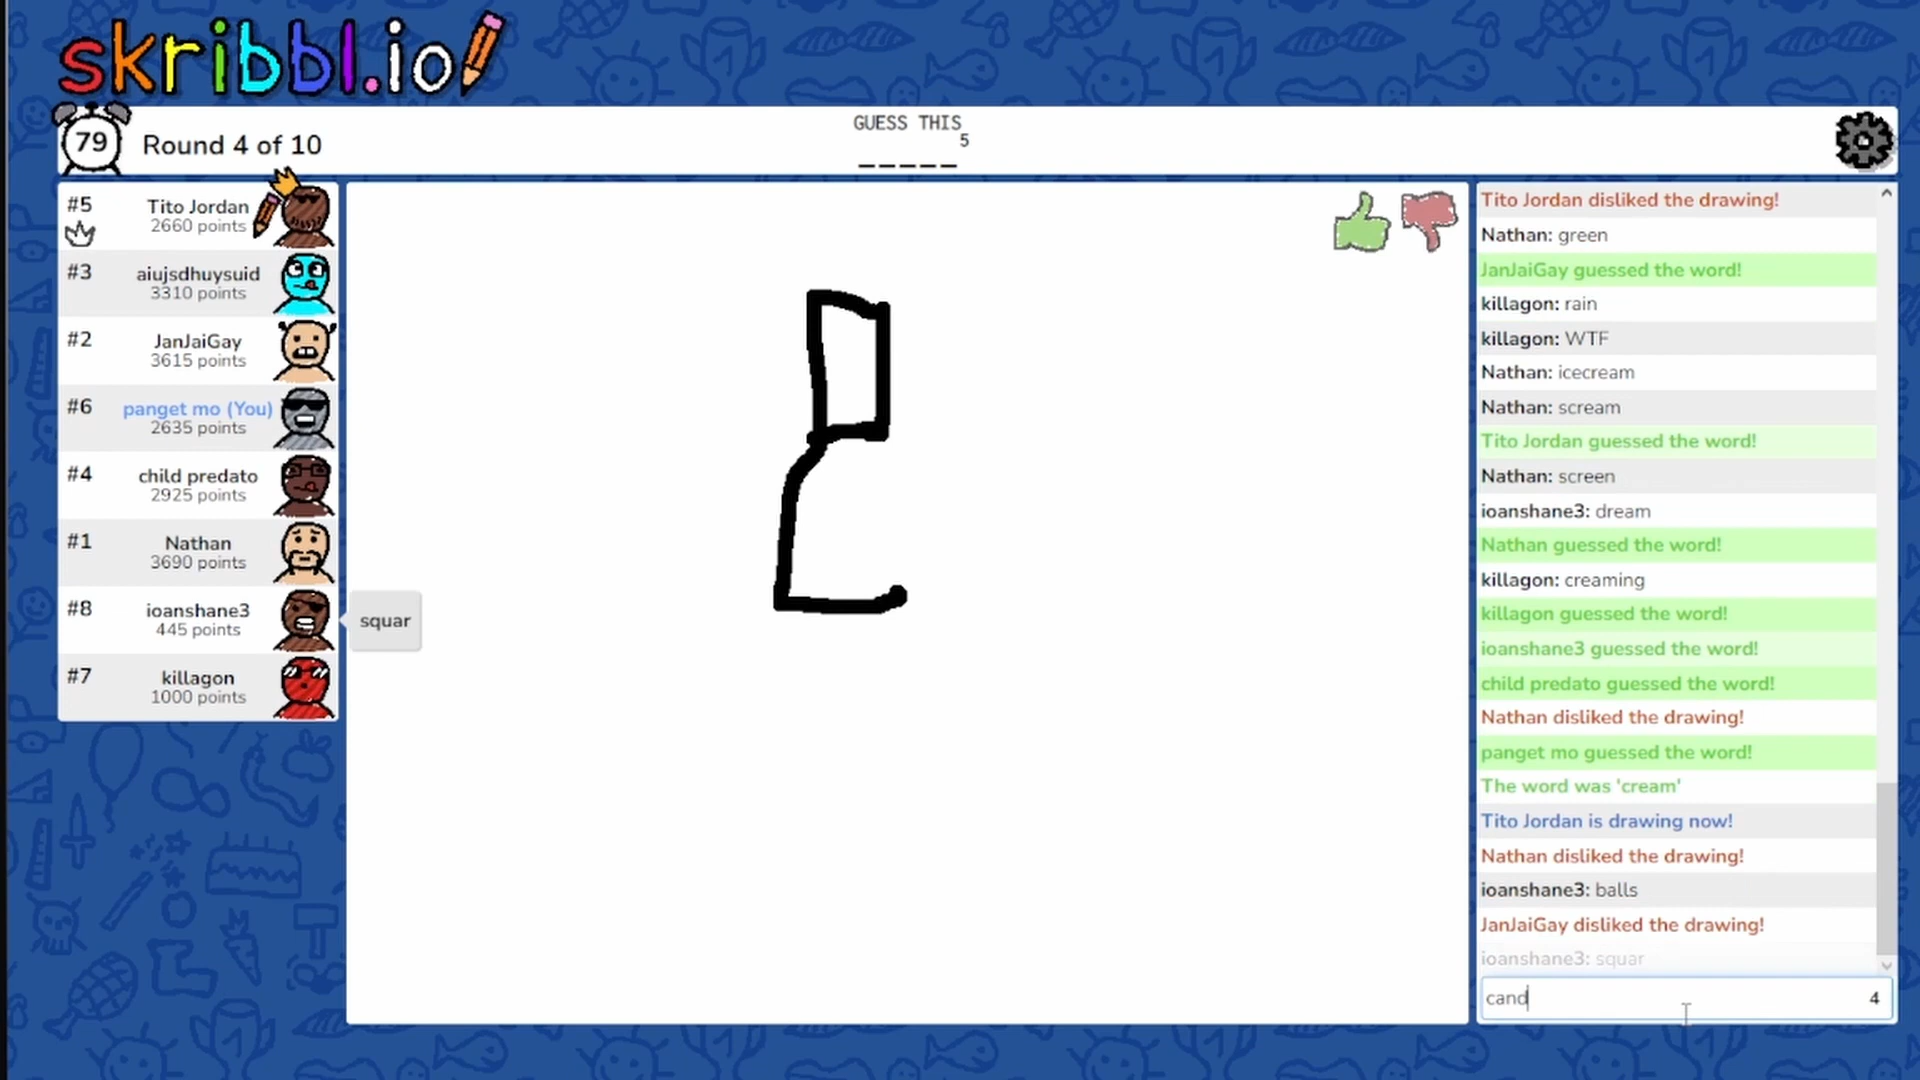 skribbl.io
79
Round 4 of 10
GUESS THIS
5
_____
#5
Tito Jordan
2660 points
#3
aiujsdhuysuid
3310 points
#2
JanJaiGay
3615 points
#6
panget mo (You)
2635 points
#4
child predato
2925 points
#1
Nathan
3690 points
#8
ioanshane3
445 points
#7
killagon
1000 points
squar
Tito Jordan disliked the drawing!
Nathan: green
JanJaiGay guessed the word!
killagon: rain
killagon: WTF
Nathan: icecream
Nathan: scream
Tito Jordan guessed the word!
Nathan: screen
ioanshane3: dream
Nathan guessed the word!
killagon: creaming
killagon guessed the word!
ioanshane3 guessed the word!
child predato guessed the word!
Nathan disliked the drawing!
panget mo guessed the word!
The word was 'cream'
Tito Jordan is drawing now!
Nathan disliked the drawing!
ioanshane3: balls
JanJaiGay disliked the drawing!
ioanshane3: squar
cand
4